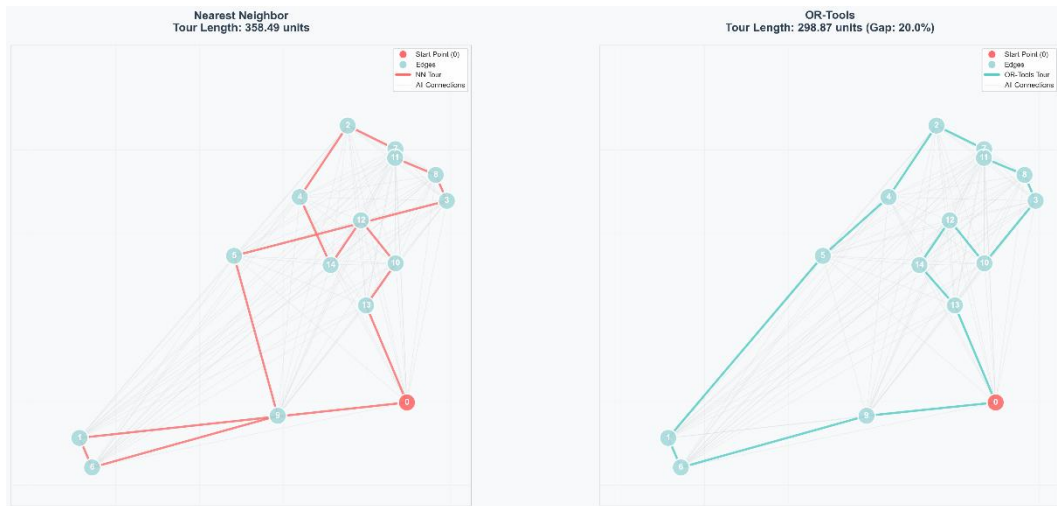 Nearest Neighbor
Tour Length: 358.49 units
Start Point (0)
Edges
NN Tour
All Connections
2
11
8
3
4
12
5
14
10
13
0
9
1
6
OR-Tools
Tour Length: 298.87 units (Gap: 20.0%)
Start Point (0)
Edges
OR-Tools Tour
All Connections
2
11
8
3
4
12
5
14
10
13
0
9
1
6